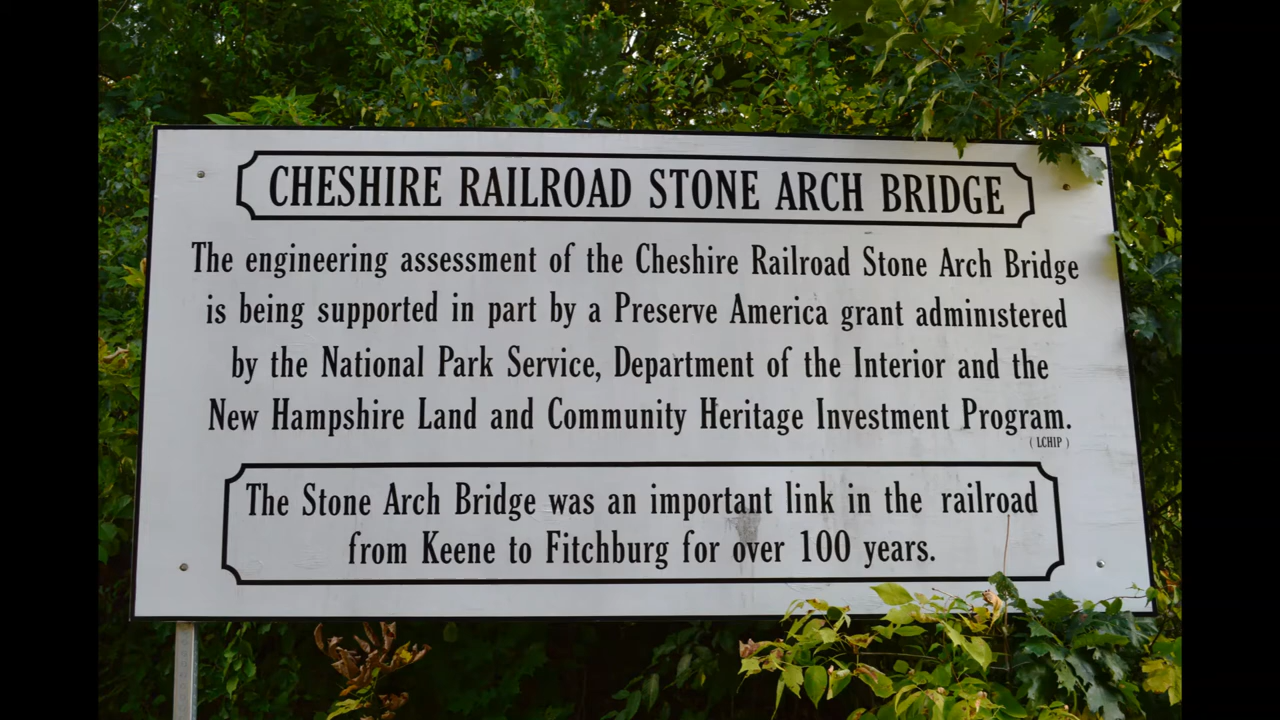 CHESHIRE RAILROAD STONE ARCH BRIDGE
The engineering assessment of the Cheshire Railroad Stone Arch Bridge
is being supported in part by a Preserve America grant administered
by the National Park Service, Department of the Interior and the
New Hampshire Land and Community Heritage Investment Program.
( LCHIP )
The Stone Arch Bridge was an important link in the railroad
from Keene to Fitchburg for over 100 years.